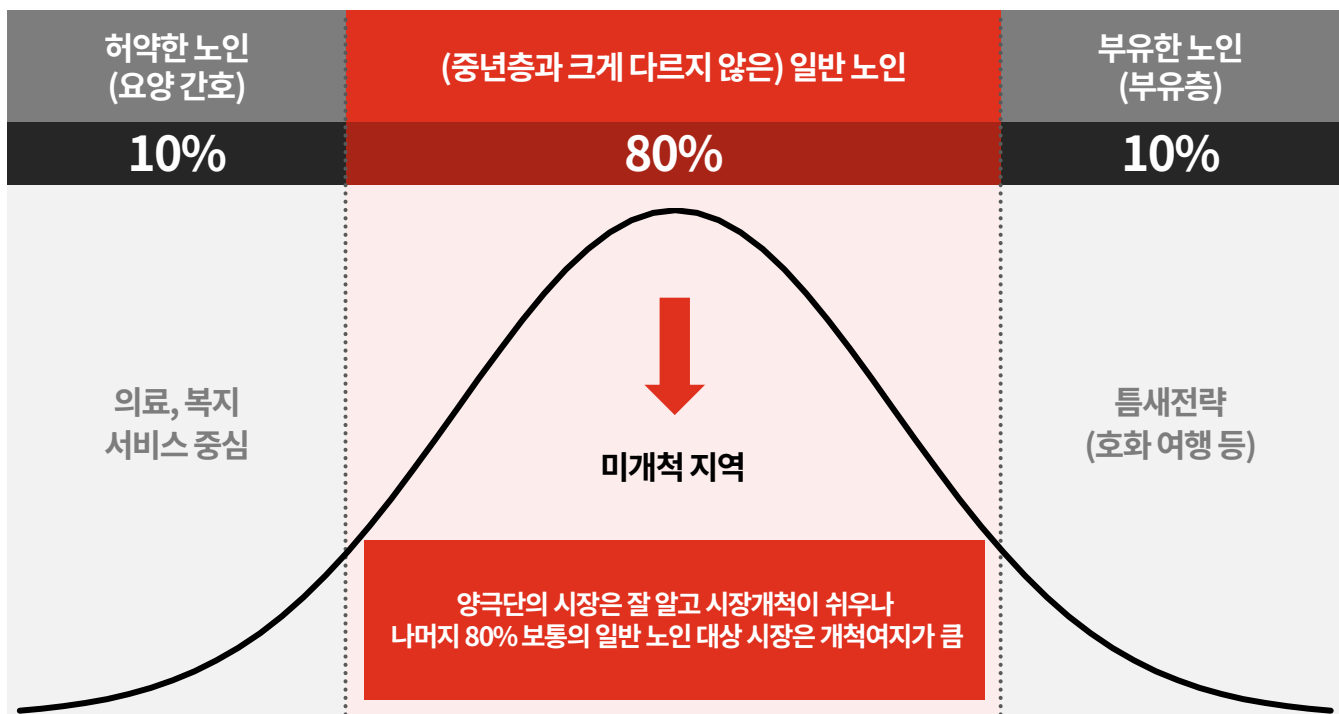 허약한 노인
(요양 간호)
(중년층과 크게 다르지 않은) 일반 노인
부유한 노인
(부유층)
10%
80%
10%
의료, 복지
서비스 중심
미개척 지역
틈새전략
(호화 여행 등)
양극단의 시장은 잘 알고 시장개척이 쉬우나
나머지 80% 보통의 일반 노인 대상 시장은 개척여지가 큼